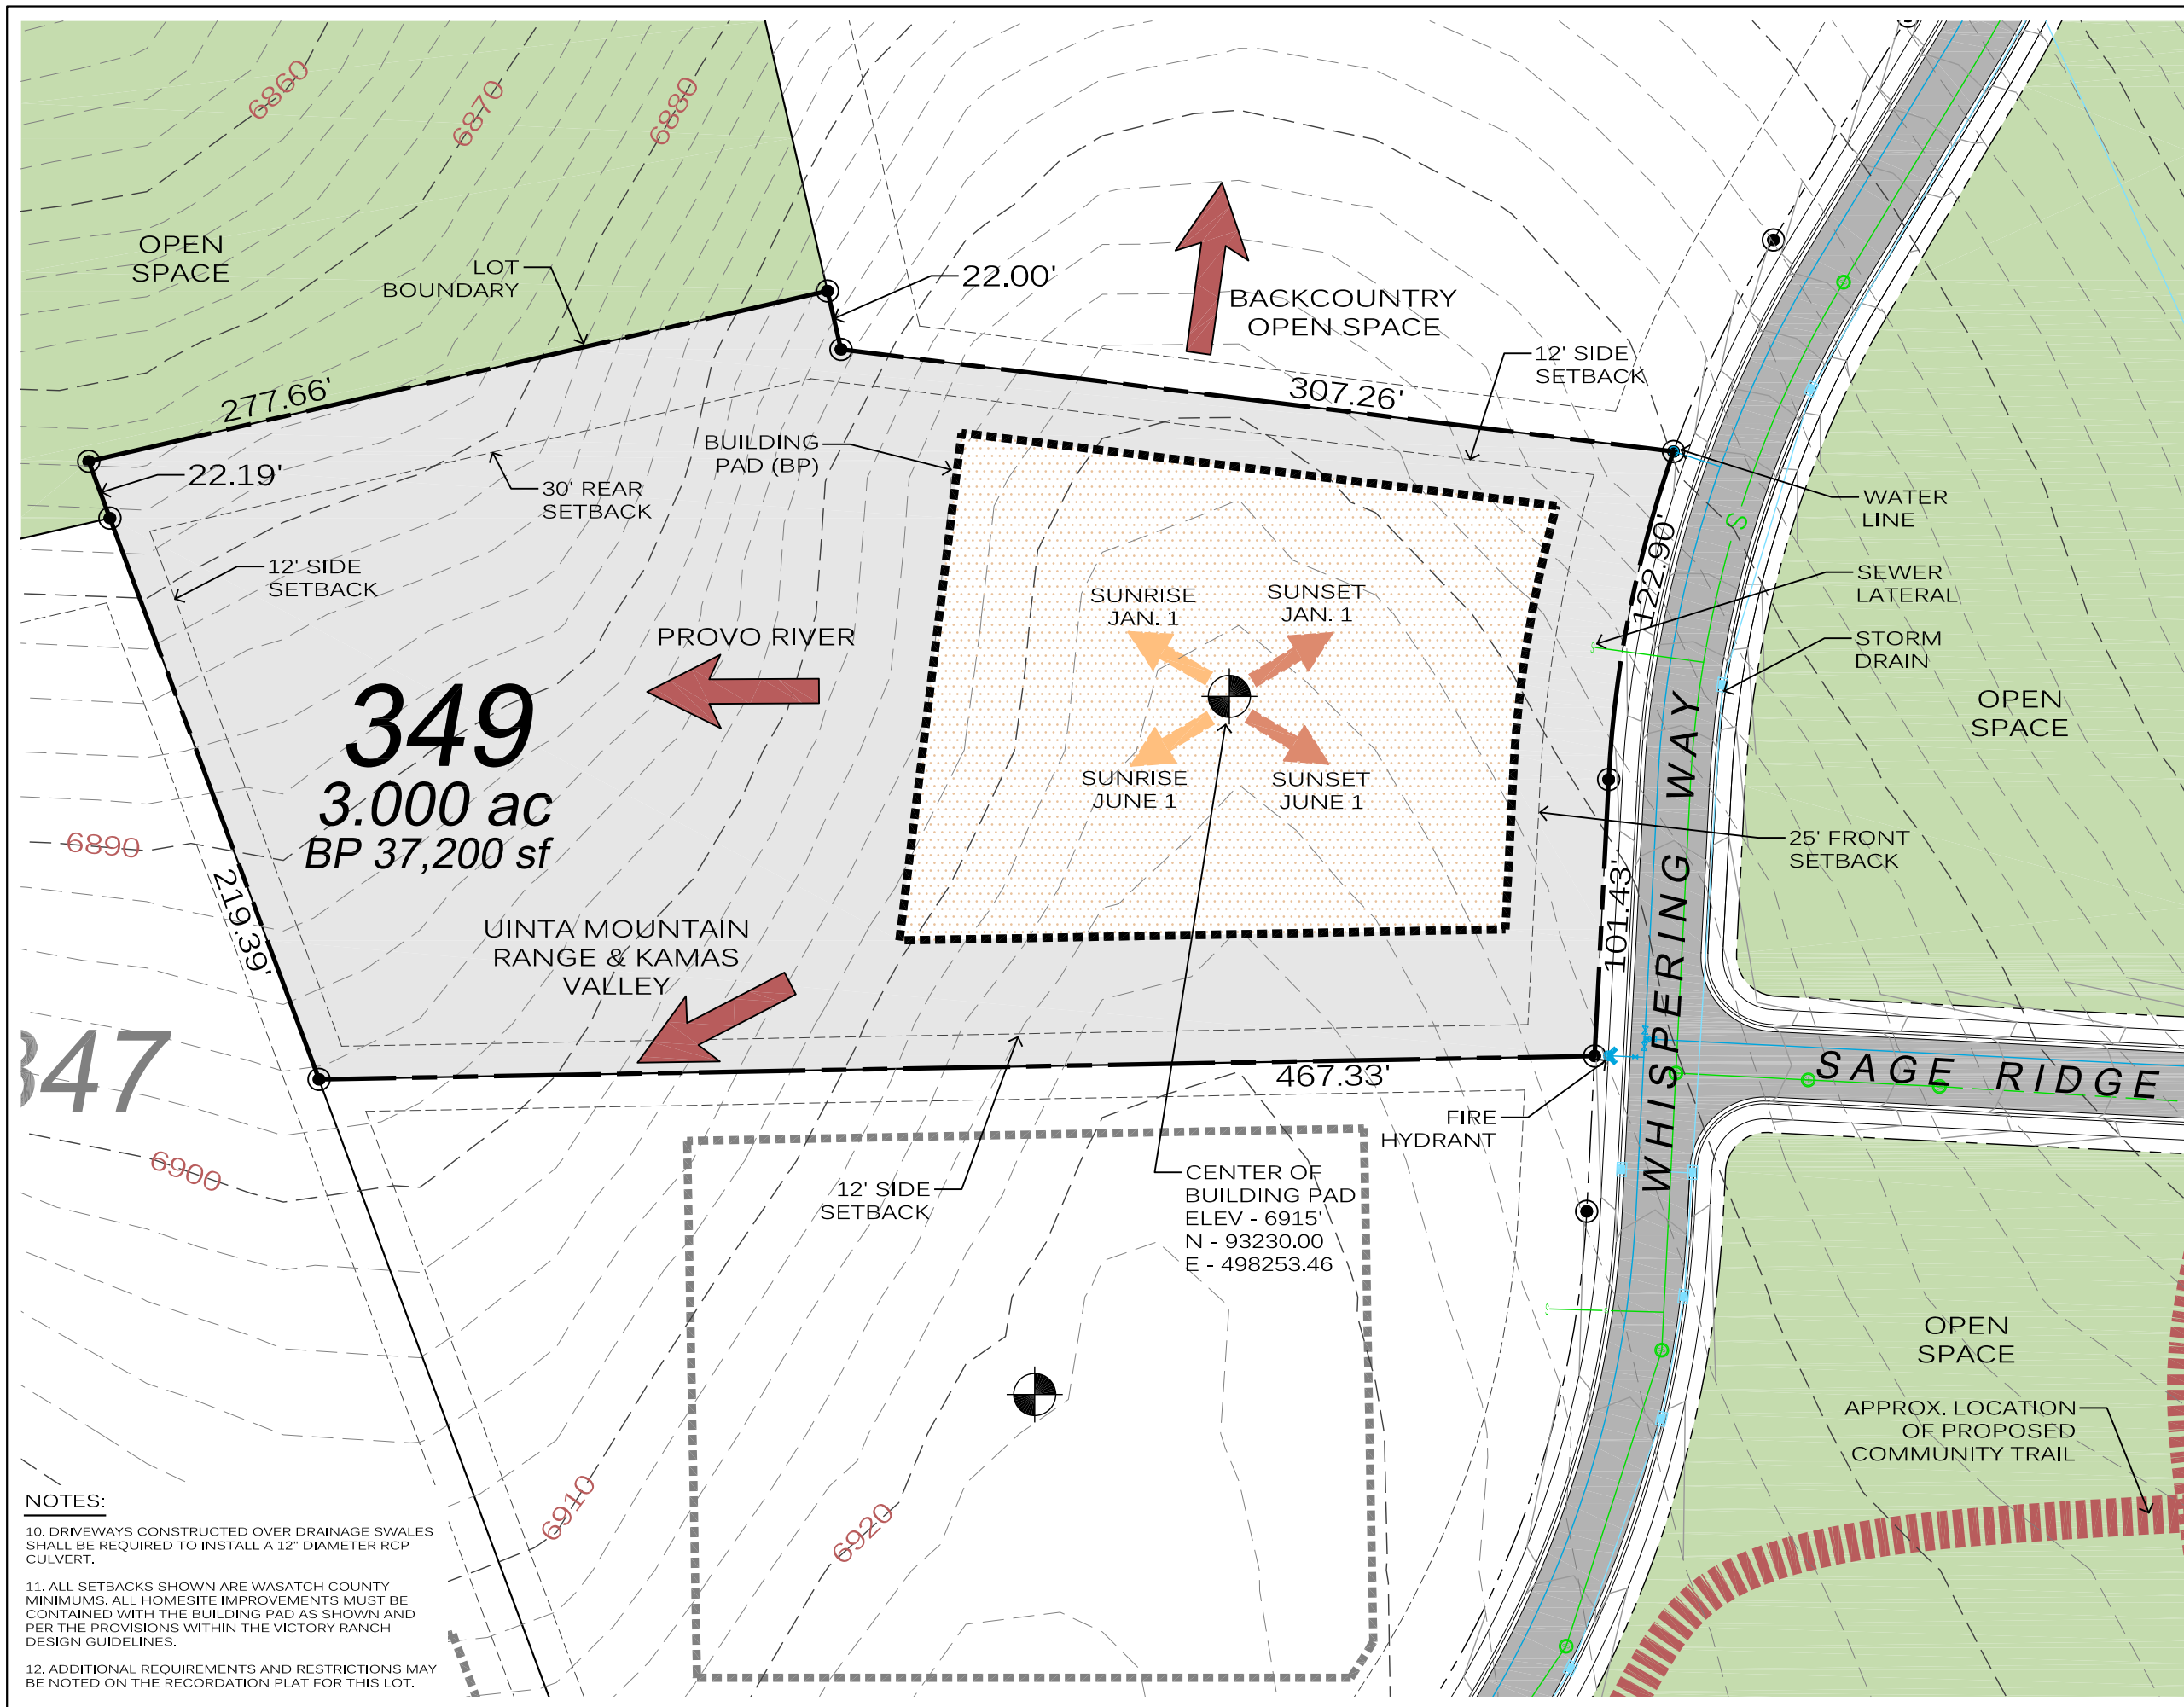 6860
6870
6880
OPEN
SPACE
LOT
BOUNDARY
22.00'
BACKCOUNTRY
OPEN SPACE
12' SIDE
SETBACK
277.66'
307.26'
BUILDING
PAD (BP)
22.19'
30' REAR
SETBACK
WATER
LINE
12' SIDE
SETBACK
122.90'
S
SEWER
LATERAL
SUNRISE
JAN. 1
SUNSET
JAN. 1
PROVO RIVER
STORM
DRAIN
S
OPEN
SPACE
349
3.000 ac
BP 37,200 sf
SUNRISE
JUNE 1
SUNSET
JUNE 1
6890
25' FRONT
SETBACK
219.39'
101.43'
WHISPERING WAY
UINTA MOUNTAIN
RANGE & KAMAS
VALLEY
347
467.33'
SAGE RIDGE
FIRE
HYDRANT
6900
12' SIDE
SETBACK
CENTER OF
BUILDING PAD
ELEV - 6915'
N - 93230.00
E - 498253.46
S
OPEN
SPACE
APPROX. LOCATION
OF PROPOSED
COMMUNITY TRAIL
6910
6920
NOTES:
10. DRIVEWAYS CONSTRUCTED OVER DRAINAGE SWALES
SHALL BE REQUIRED TO INSTALL A 12" DIAMETER RCP
CULVERT.
11. ALL SETBACKS SHOWN ARE WASATCH COUNTY
MINIMUMS. ALL HOMESITE IMPROVEMENTS MUST BE
CONTAINED WITH THE BUILDING PAD AS SHOWN AND
PER THE PROVISIONS WITHIN THE VICTORY RANCH
DESIGN GUIDELINES.
12. ADDITIONAL REQUIREMENTS AND RESTRICTIONS MAY
BE NOTED ON THE RECORDATION PLAT FOR THIS LOT.